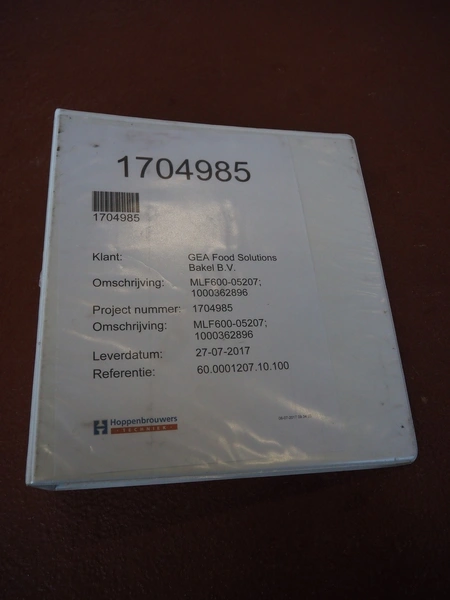 1704985
1704985
Klant: GEA Food Solutions
Bakel B.V.
Omschrijving: MLF600-05207;
1000362896
Project nummer: 1704985
Omschrijving: MLF600-05207;
1000362896
Leverdatum: 27-07-2017
Referentie: 60.0001207.10.100
Hoppenbrouwers
TECHNIEK